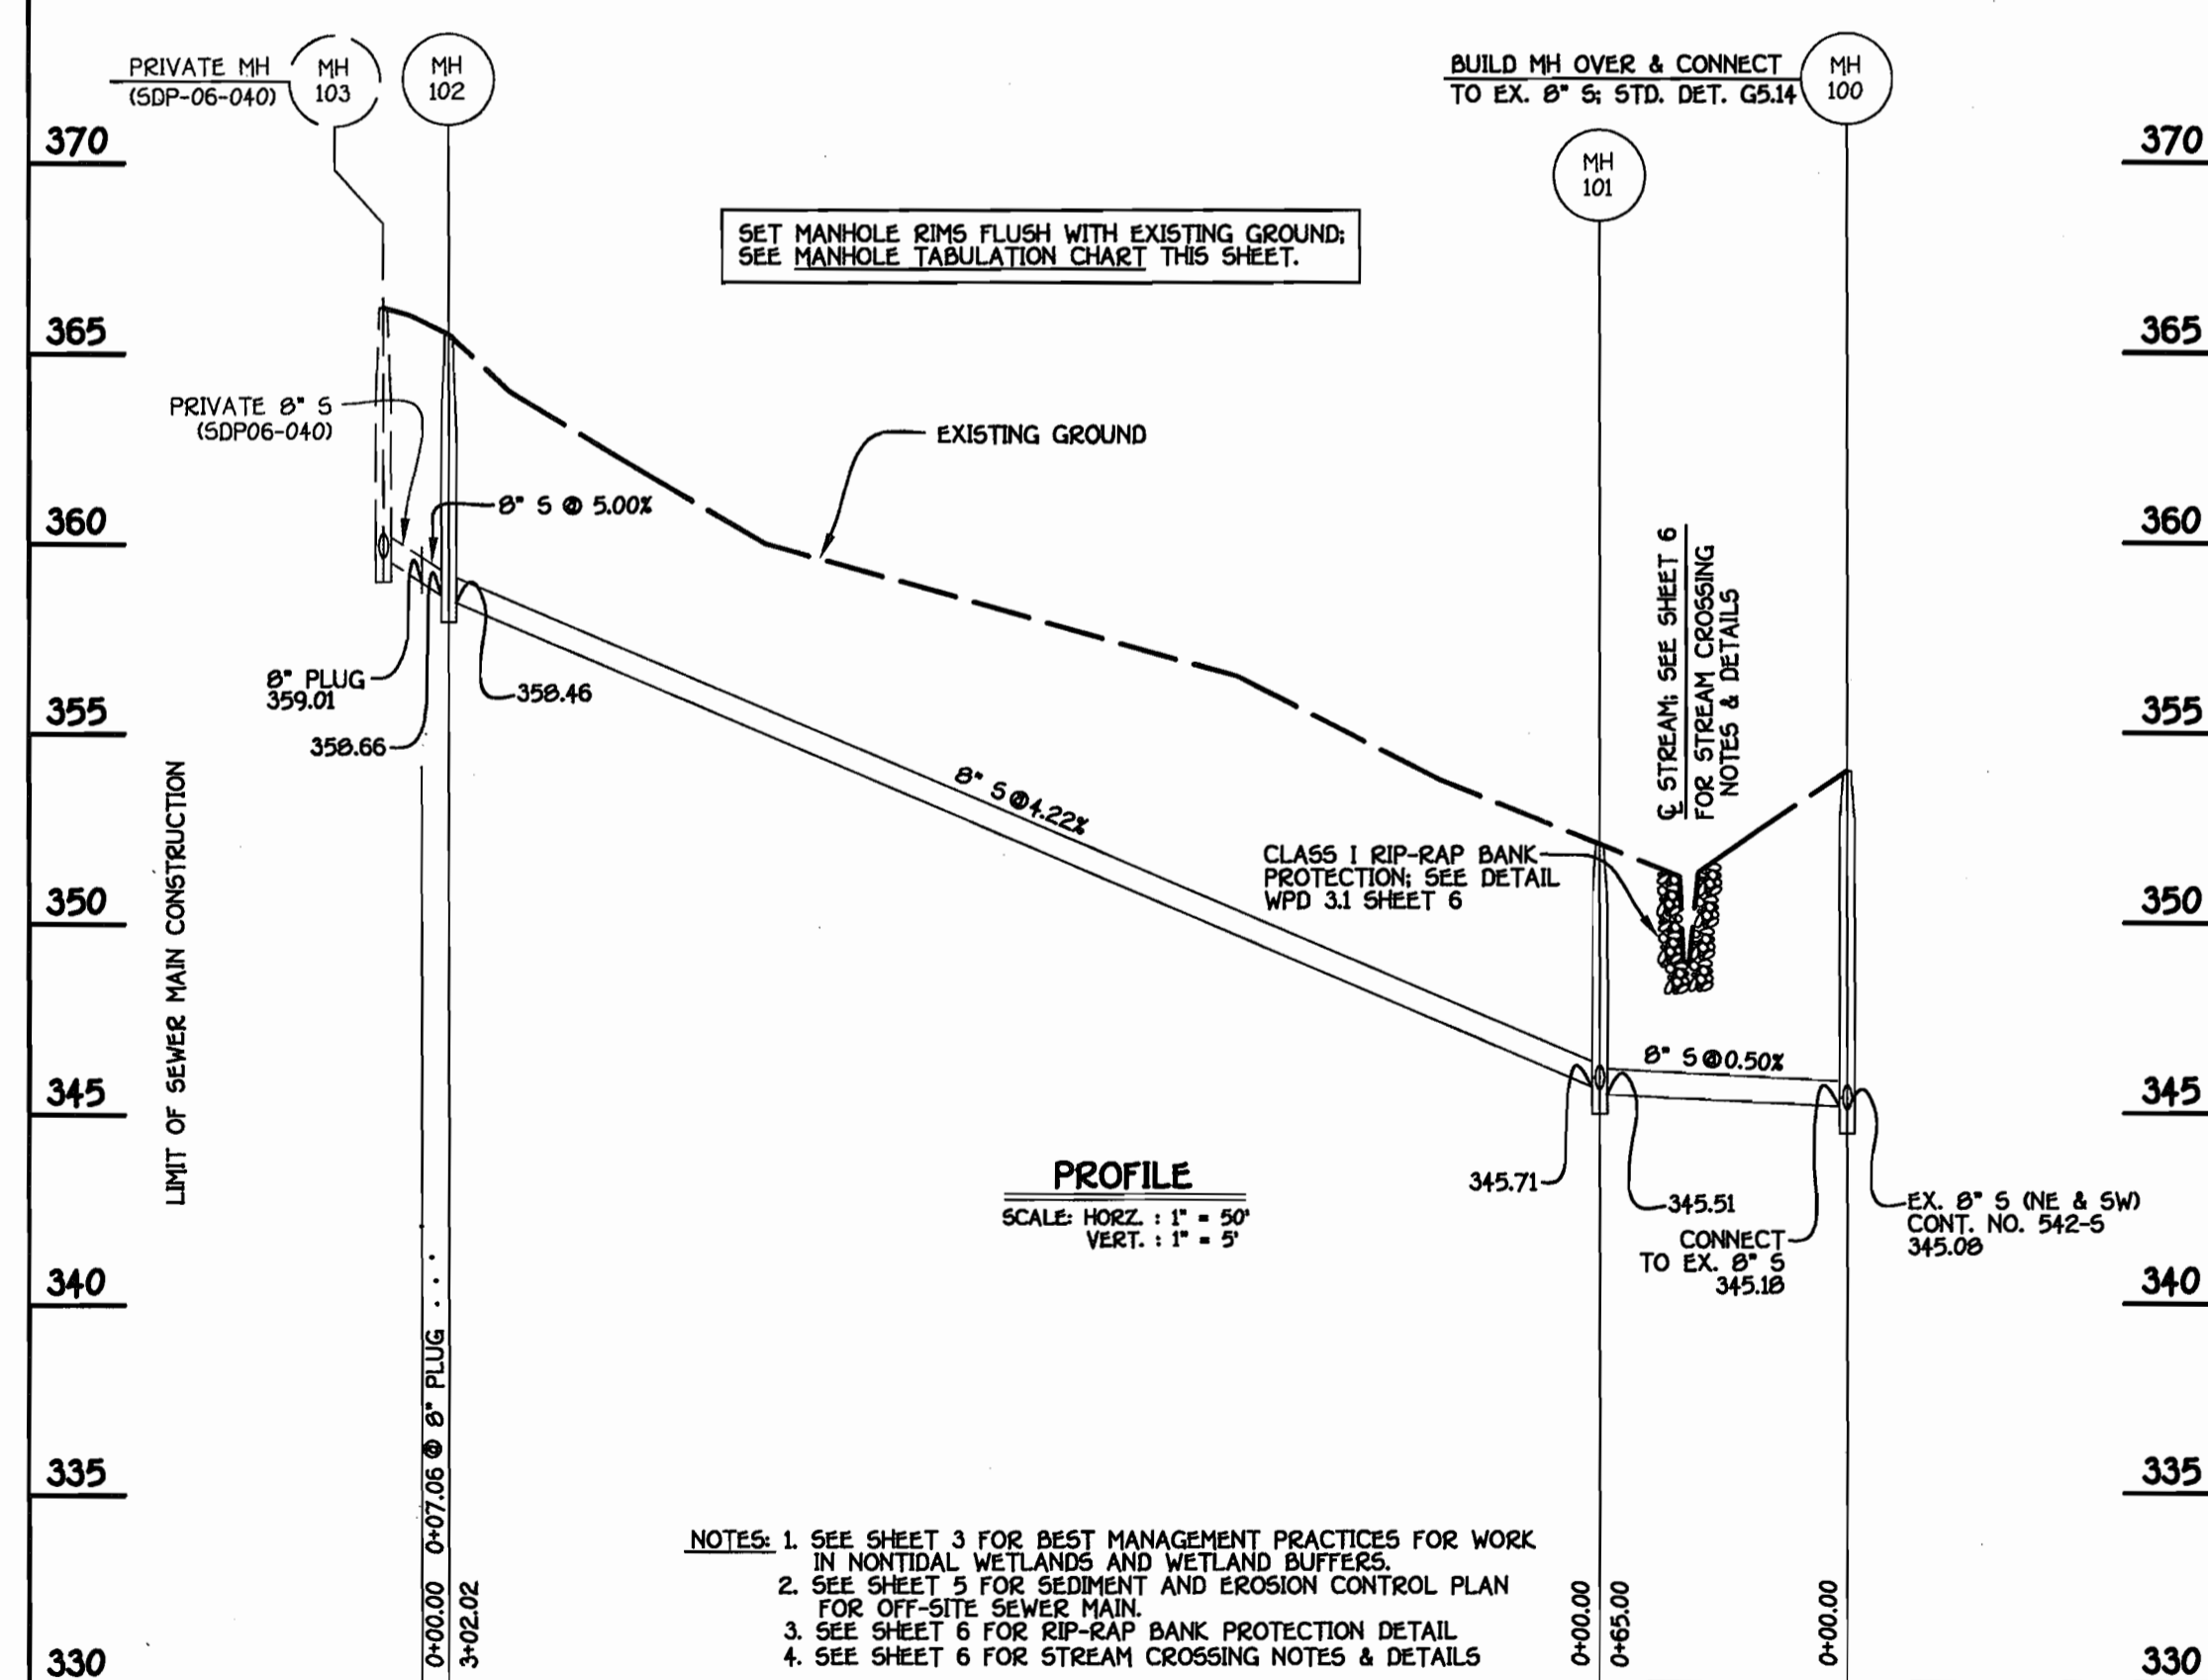 PRIVATE MH
(SDP-06-040)
MH
103
MH
102
BUILD MH OVER & CONNECT
TO EX. 8" S; STD. DET. G5.14
MH
100
MH
101
370
370
SET MANHOLE RIMS FLUSH WITH EXISTING GROUND;
SEE MANHOLE TABULATION CHART THIS SHEET.
365
365
PRIVATE 8" S
(SDP06-040)
EXISTING GROUND
8" S @ 5.00%
360
360
℄ STREAM; SEE SHEET 6
FOR STREAM CROSSING
NOTES & DETAILS
8" PLUG
359.01
358.46
358.66
355
355
8" S @4.22%
LIMIT OF SEWER MAIN CONSTRUCTION
CLASS I RIP-RAP BANK
PROTECTION; SEE DETAIL
WPD 3.1 SHEET 6
350
350
8" S @0.50%
345
345
PROFILE
SCALE: HORZ. : 1" = 50'
VERT. : 1" = 5'
345.71
345.51
CONNECT
TO EX. 8" S
345.18
EX. 8" S (NE & SW)
CONT. NO. 542-S
345.08
340
340
335
335
0+00.00 0+07.06 @ 8" PLUG . . .
3+02.02
NOTES: 1. SEE SHEET 3 FOR BEST MANAGEMENT PRACTICES FOR WORK
IN NONTIDAL WETLANDS AND WETLAND BUFFERS.
2. SEE SHEET 5 FOR SEDIMENT AND EROSION CONTROL PLAN
FOR OFF-SITE SEWER MAIN.
3. SEE SHEET 6 FOR RIP-RAP BANK PROTECTION DETAIL
4. SEE SHEET 6 FOR STREAM CROSSING NOTES & DETAILS
0+00.00
0+65.00
0+00.00
330
330